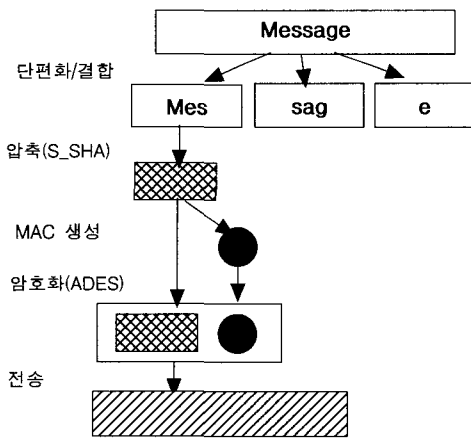 Message
단편화/결합
Mes
sag
e
압축(S_SHA)
MAC 생성
암호화(ADES)
전송